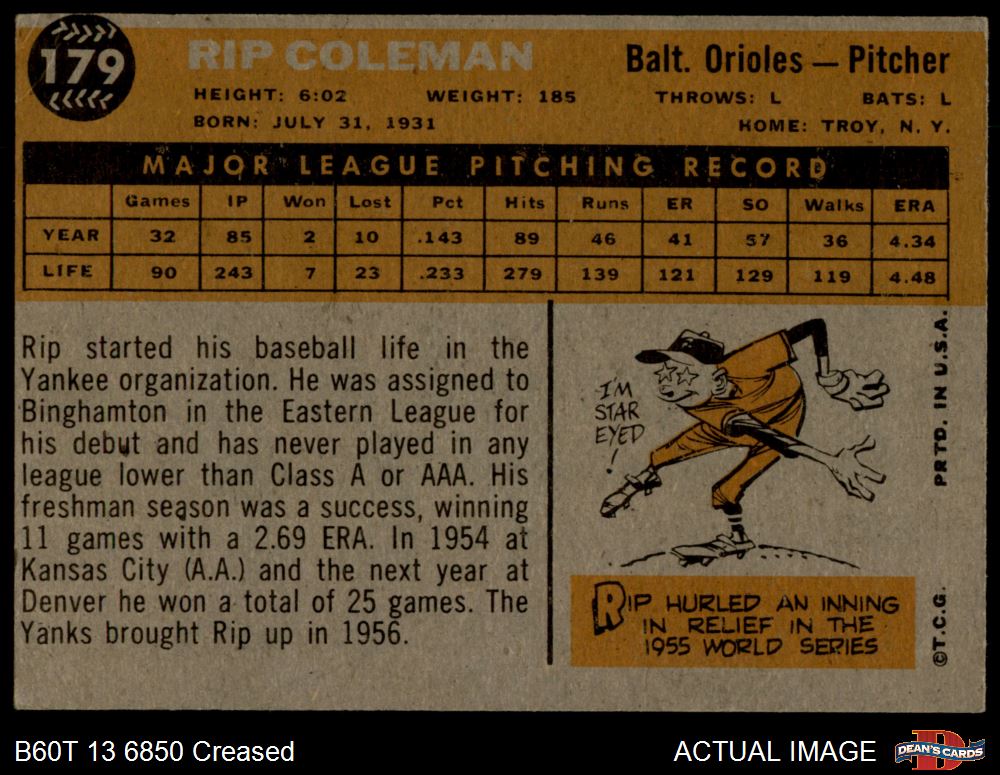 179
RIP COLEMAN
Balt. Orioles — Pitcher
HEIGHT: 6:02 WEIGHT: 185 THROWS: L BATS: L
BORN: JULY 31, 1931 HOME: TROY, N. Y.
MAJOR LEAGUE PITCHING RECORD
Games IP Won Lost Pct Hits Runs ER SO Walks ERA
YEAR 32 85 2 10 .143 89 46 41 57 36 4.34
LIFE 90 243 7 23 .233 279 139 121 129 119 4.48
Rip started his baseball life in the
Yankee organization. He was assigned to
Binghamton in the Eastern League for
his debut and has never played in any
league lower than Class A or AAA. His
freshman season was a success, winning
11 games with a 2.69 ERA. In 1954 at
Kansas City (A.A.) and the next year at
Denver he won a total of 25 games. The
Yanks brought Rip up in 1956.
I'M
STAR
EYED
!
RIP HURLED AN INNING
IN RELIEF IN THE
1955 WORLD SERIES
©T.C.G. PRTD. IN U.S.A.
B60T 13 6850 Creased
ACTUAL IMAGE
D
DEAN'S CARDS